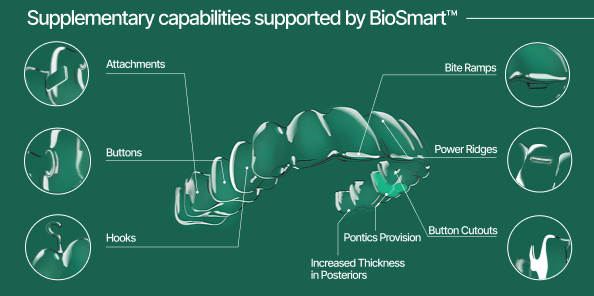 Supplementary capabilities supported by BioSmart™
Attachments
Bite Ramps
Buttons
Power Ridges
Hooks
Pontics Provision
Button Cutouts
Increased Thickness
in Posteriors